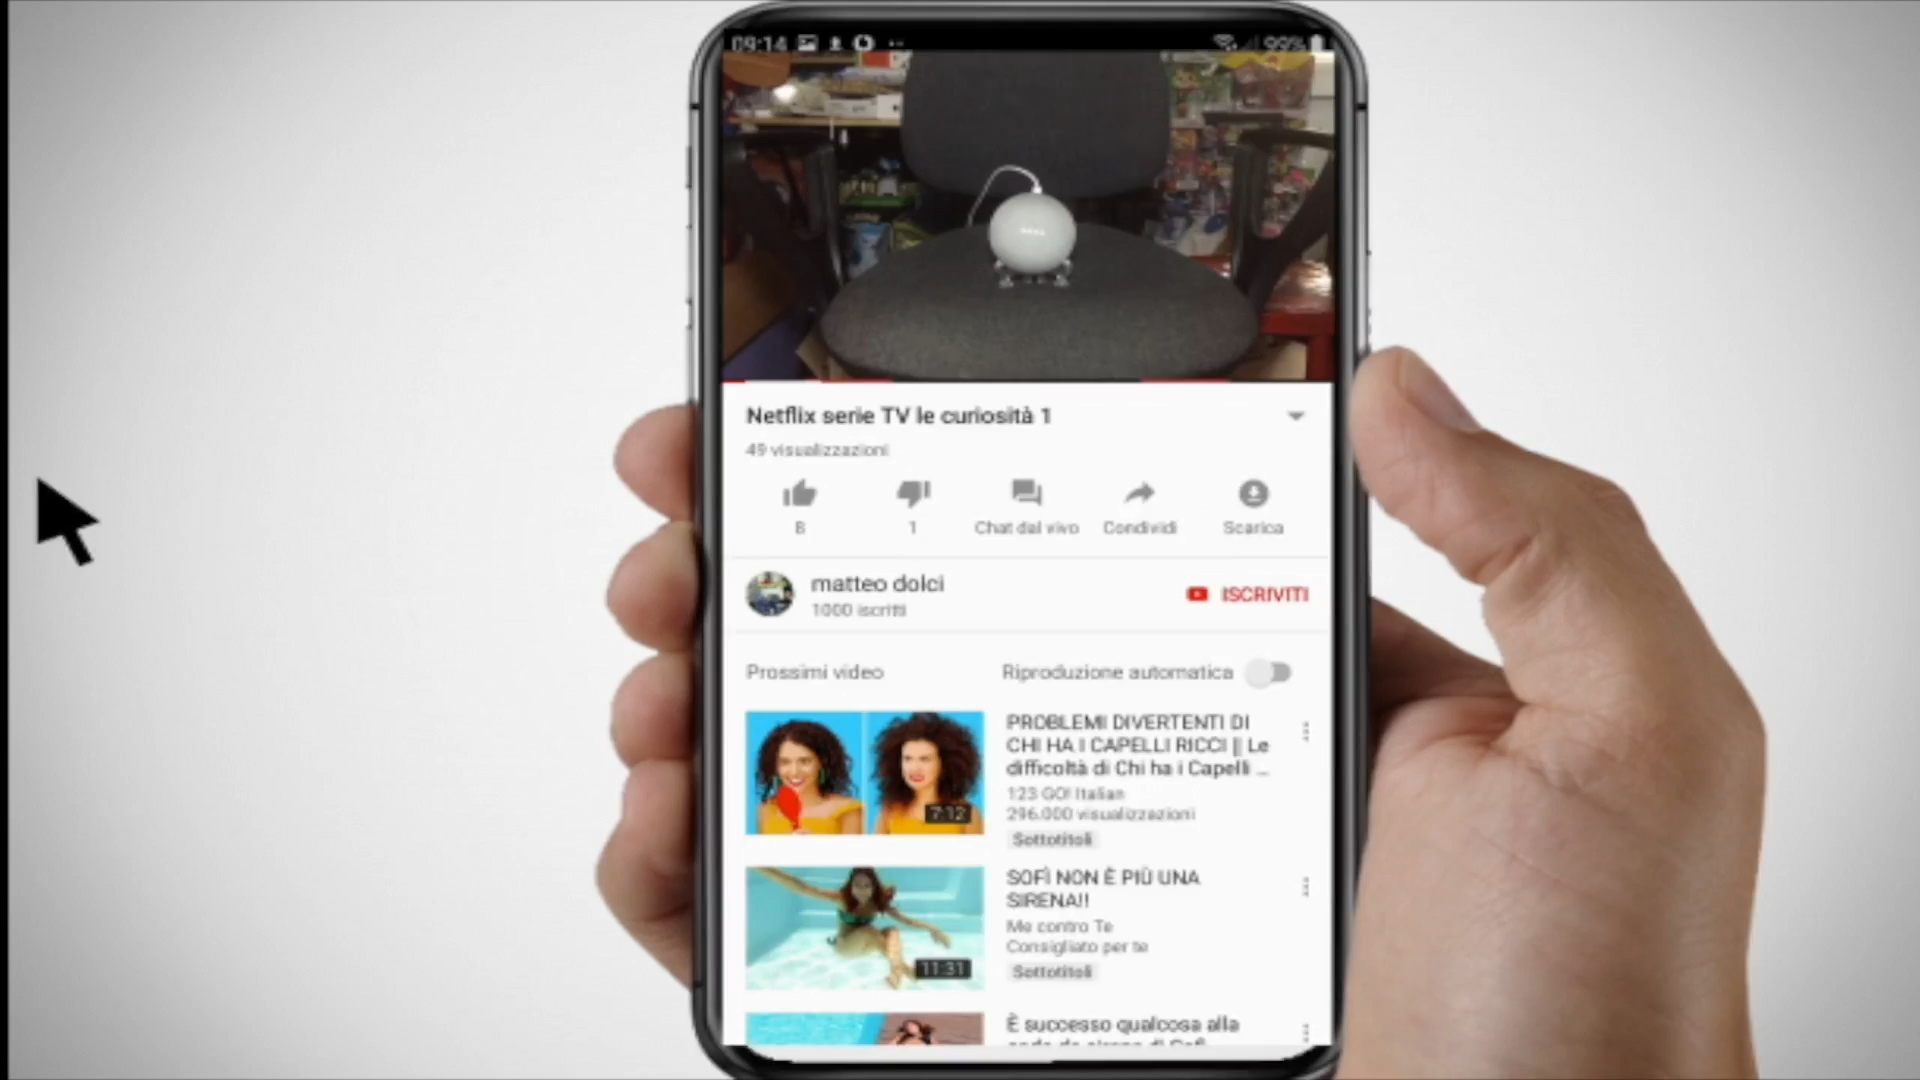 09:14 99%
Netflix serie TV le curiosità 1
49 visualizzazioni
8 1 Chat dal vivo Condividi Scarica
matteo dolci
1000 iscritti
ISCRIVITI
Prossimi video Riproduzione automatica
7:12
PROBLEMI DIVERTENTI DI
CHI HA I CAPELLI RICCI || Le
difficoltà di Chi ha i Capelli ...
123 GO! Italian
296.000 visualizzazioni
Sottotitoli
11:31
SOFÌ NON È PIÙ UNA
SIRENA!!
Me contro Te
Consigliato per te
Sottotitoli
È successo qualcosa alla